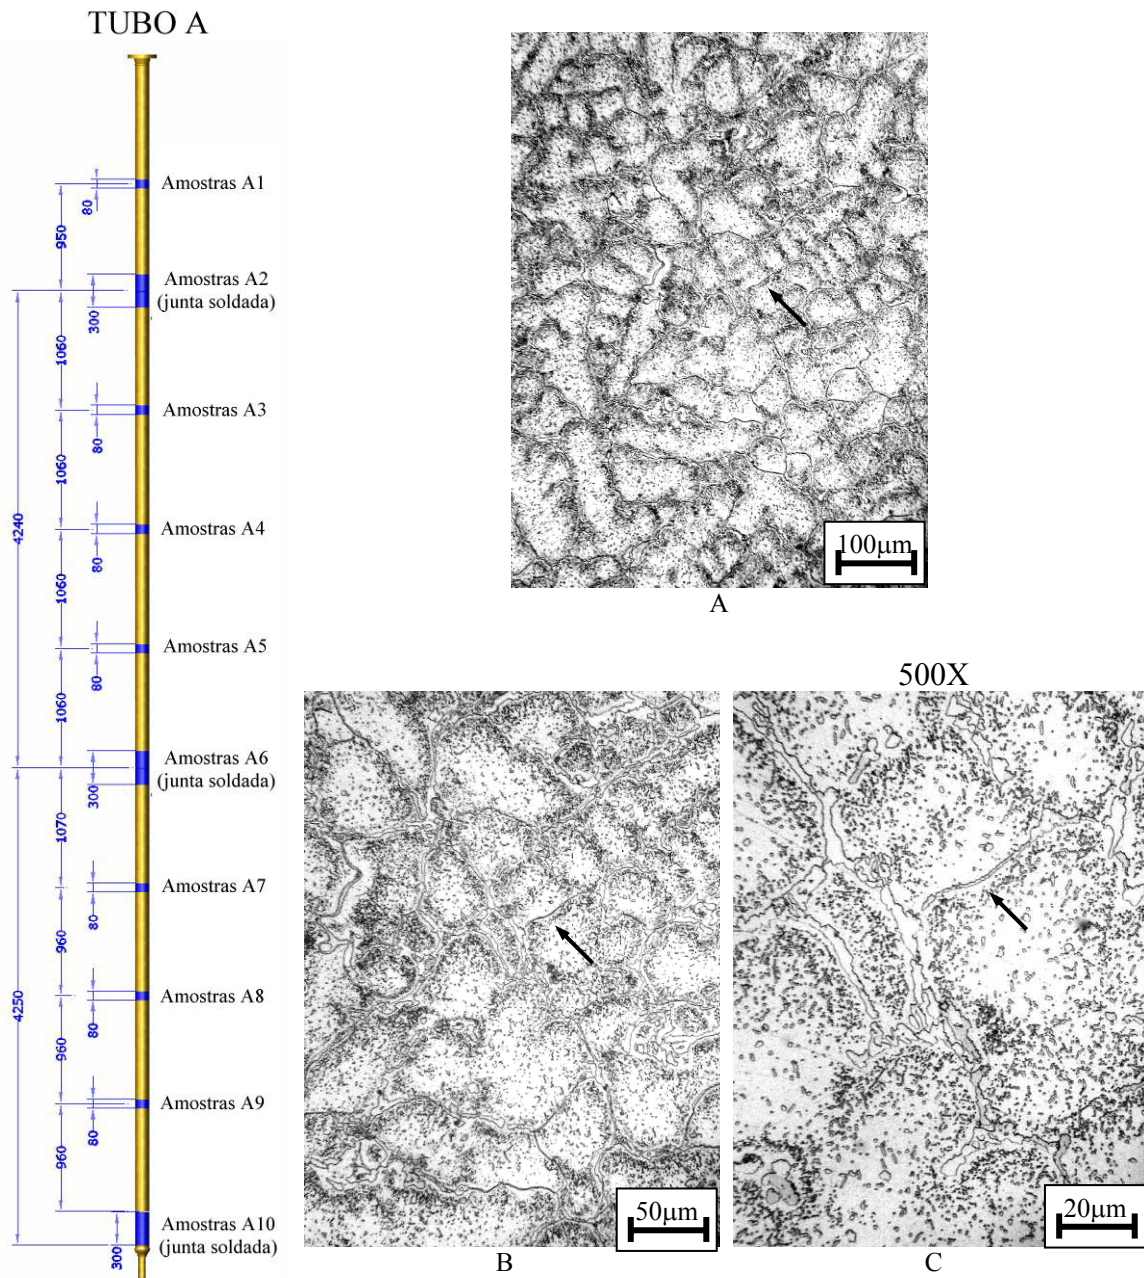 TUBO A
Amostras A1
80
950
Amostras A2
(junta soldada)
300
1060
Amostras A3
80
1060
Amostras A4
80
4240
1060
Amostras A5
80
1060
Amostras A6
(junta soldada)
300
1070
Amostras A7
80
960
Amostras A8
80
4250
960
Amostras A9
80
960
Amostras A10
(junta soldada)
300
100μm
A
500X
50μm
B
20μm
C